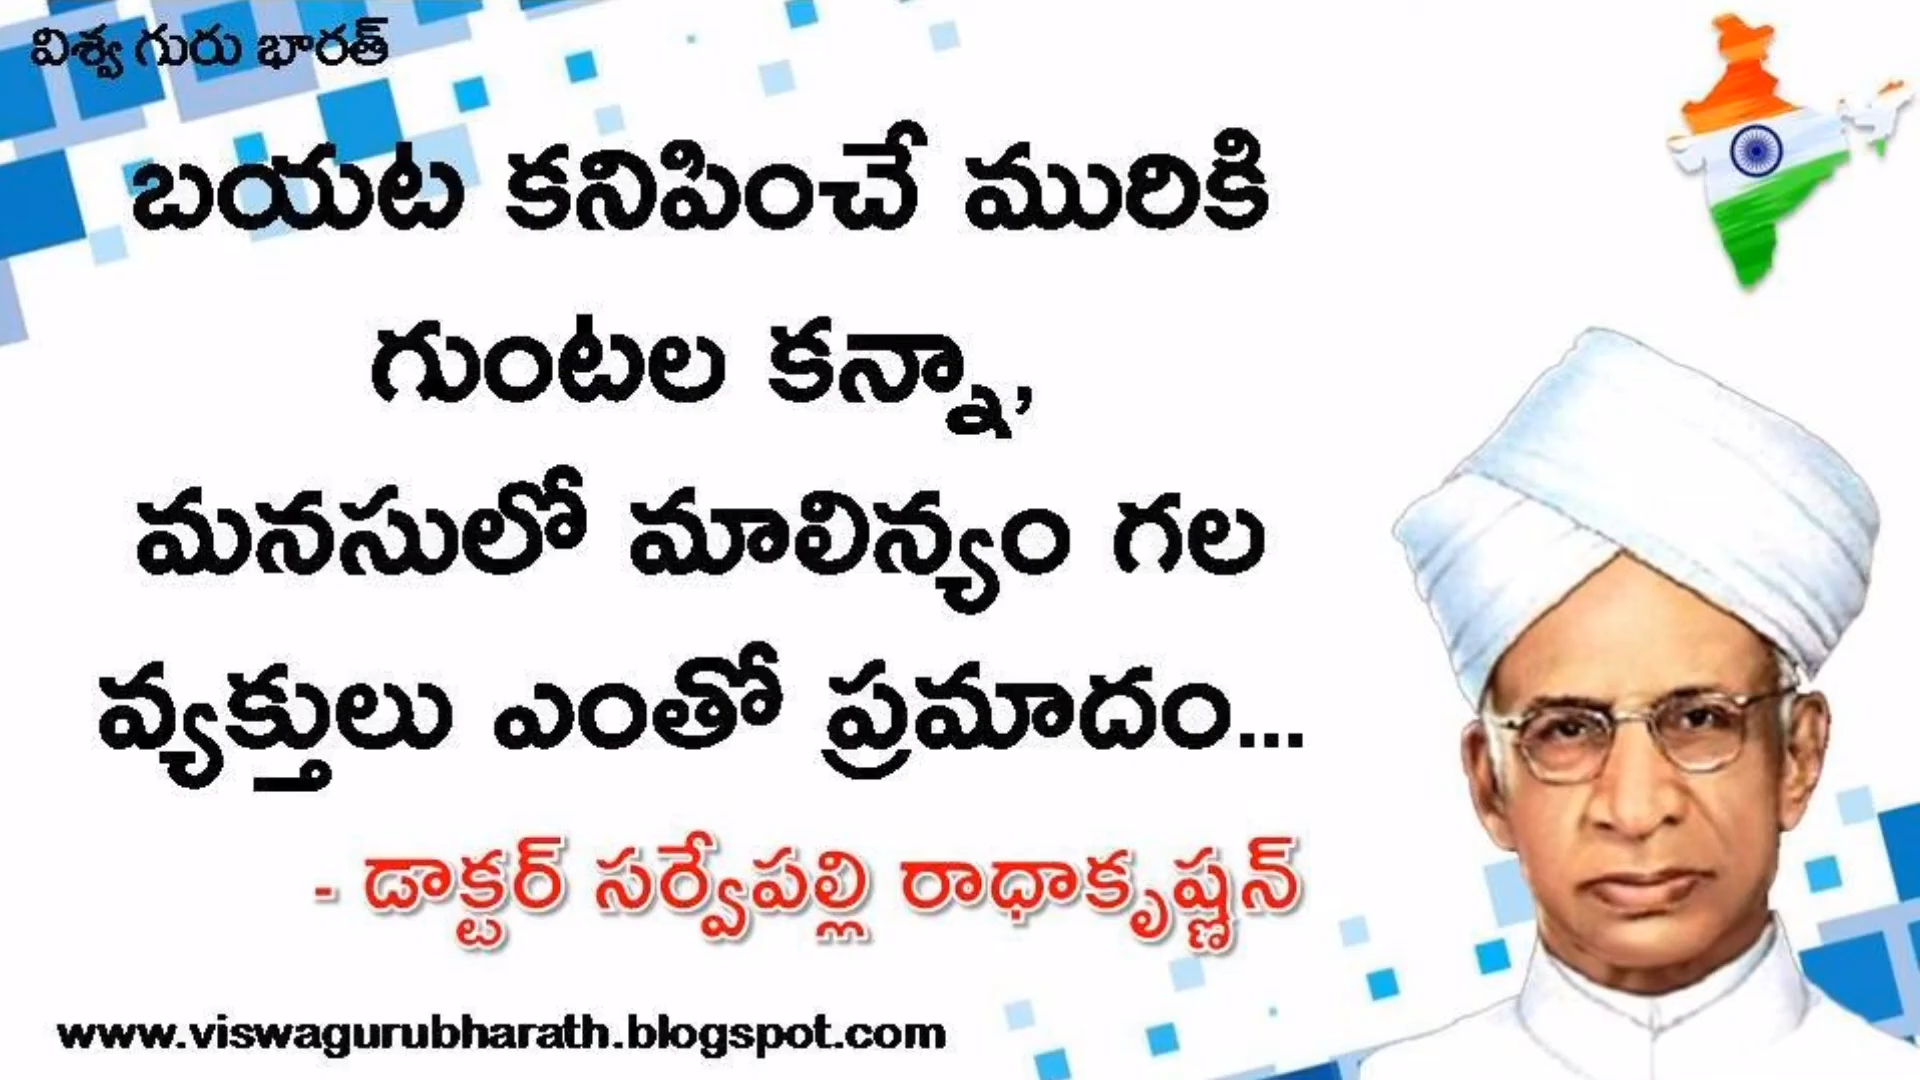 విశ్వ గురు భారత్
బయట కనిపించే మురికి
గుంటల కన్నా,
మనసులో మాలిన్యం గల
వ్యక్తులు ఎంతో ప్రమాదం...
- డాక్టర్ సర్వేపల్లి రాధాకృష్ణన్
www.viswagurubharath.blogspot.com